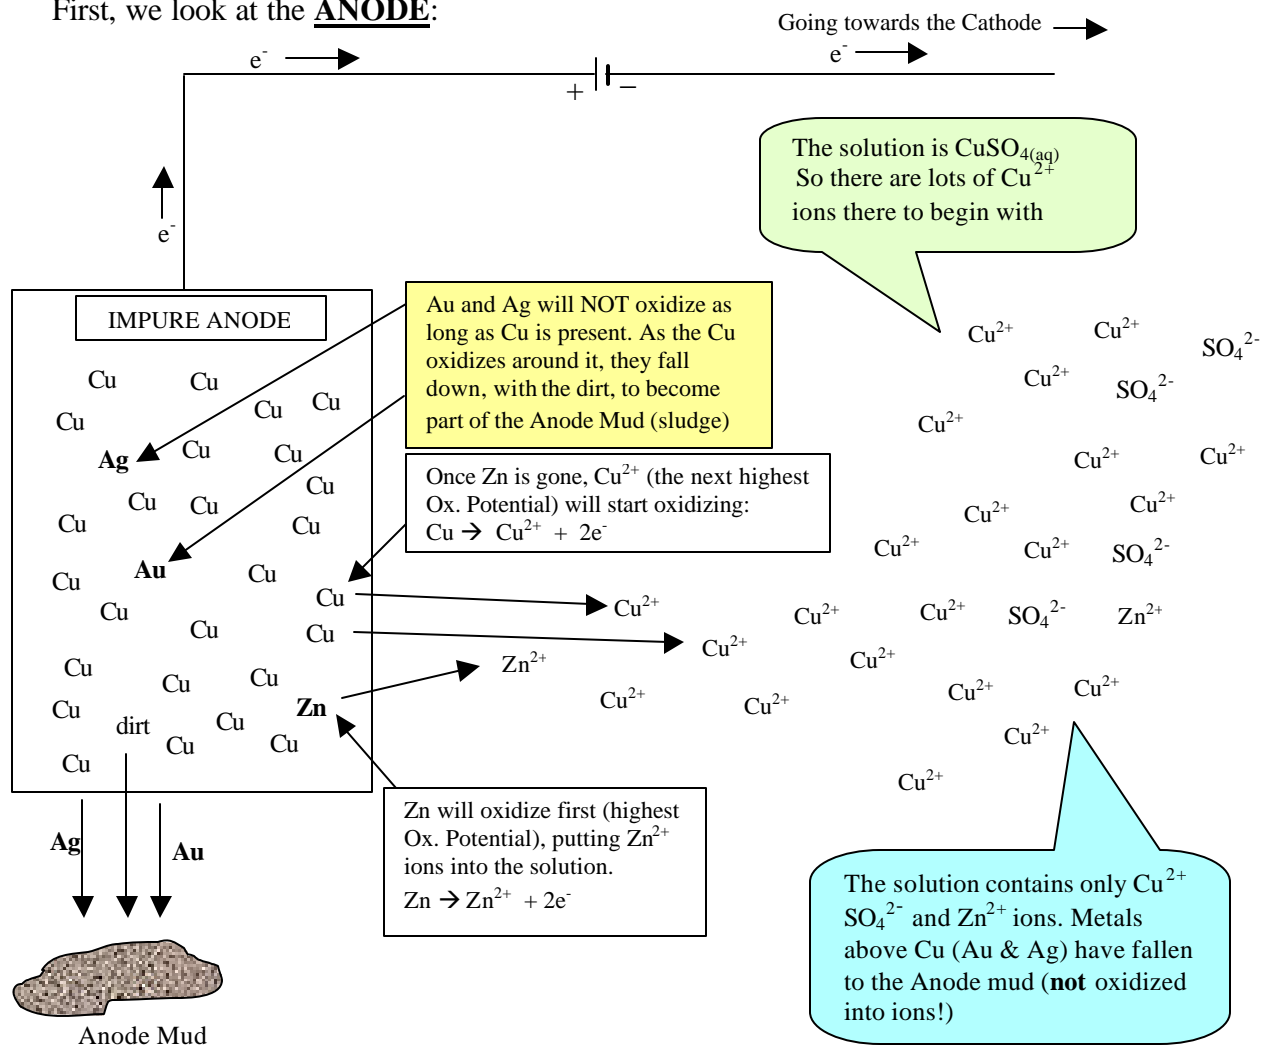 First, we look at the ANODE:
Going towards the Cathode
e⁻
e⁻
+ −
The solution is CuSO₄₍aq₎
So there are lots of Cu²⁺
ions there to begin with
e⁻
IMPURE ANODE
Au and Ag will NOT oxidize as
long as Cu is present. As the Cu
oxidizes around it, they fall
down, with the dirt, to become
part of the Anode Mud (sludge)
Once Zn is gone, Cu²⁺ (the next highest
Ox. Potential) will start oxidizing:
Cu → Cu²⁺ + 2e⁻
Cu Cu
Cu Cu Cu
Ag Cu Cu
Cu Cu Cu
Cu Cu
Au Cu
Cu Cu
Cu Cu Cu
Cu Cu Cu
Cu Zn
dirt Cu
Cu Cu
Cu
Cu²⁺ Cu²⁺ SO₄²⁻
Cu²⁺ SO₄²⁻
Cu²⁺
Cu²⁺ Cu²⁺
Cu²⁺ Cu²⁺
Cu²⁺ Cu²⁺ SO₄²⁻
Cu²⁺ Cu²⁺ Cu²⁺ SO₄²⁻ Zn²⁺
Zn²⁺ Cu²⁺ Cu²⁺
Cu²⁺ Cu²⁺ Cu²⁺ Cu²⁺
Cu²⁺
Cu²⁺
Zn will oxidize first (highest
Ox. Potential), putting Zn²⁺
ions into the solution.
Zn → Zn²⁺ + 2e⁻
Ag Au
Anode Mud
The solution contains only Cu²⁺
SO₄²⁻ and Zn²⁺ ions. Metals
above Cu (Au & Ag) have fallen
to the Anode mud (not oxidized
into ions!)